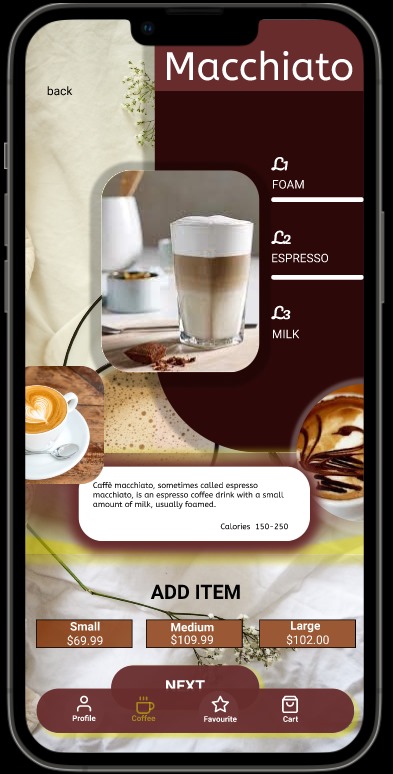 Macchiato
back
L1
FOAM
L2
ESPRESSO
L3
MILK
Caffè macchiato, sometimes called espresso
macchiato, is an espresso coffee drink with a small
amount of milk, usually foamed.
Calories 150-250
ADD ITEM
Small
$69.99
Medium
$109.99
Large
$102.00
NEXT
Profile
Coffee
Favourite
Cart